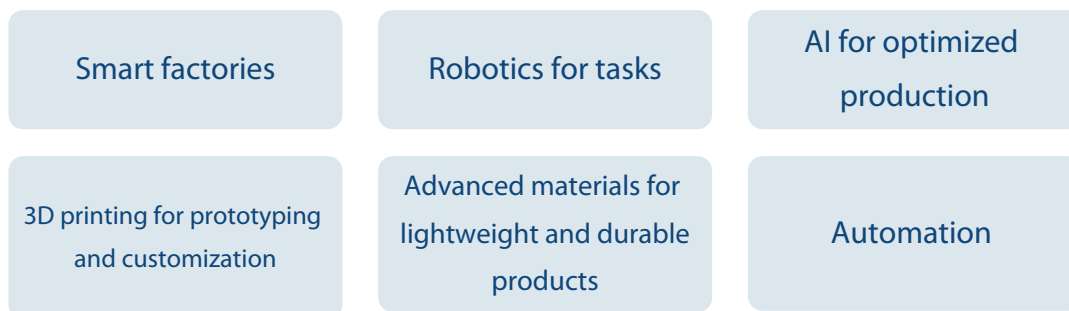 Smart factories
Robotics for tasks
AI for optimized
production
3D printing for prototyping
and customization
Advanced materials for
lightweight and durable
products
Automation